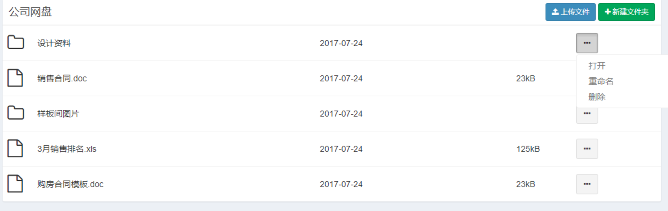 公司网盘 上传文件 新建文件夹
设计资料 2017-07-24
打开
重命名
删除
销售合同.doc 2017-07-24 23kB
样板间图片 2017-07-24
3月销售排名.xls 2017-07-24 125kB
购房合同模板.doc 2017-07-24 23kB